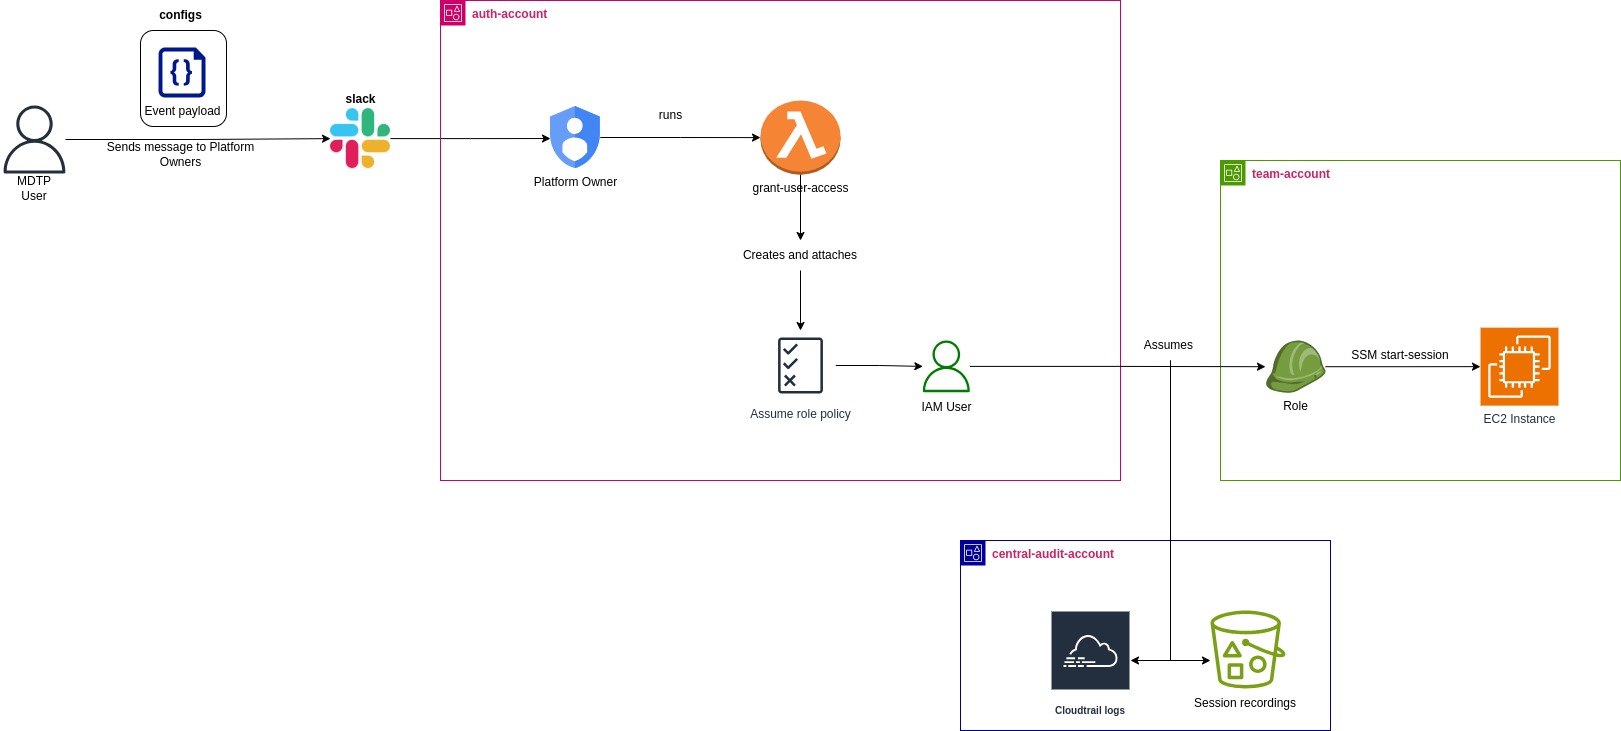 configs
Event payload
MDTP
User
Sends message to Platform
Owners
slack
auth-account
Platform Owner
runs
grant-user-access
Creates and attaches
Assume role policy
IAM User
Assumes
team-account
Role
SSM start-session
EC2 Instance
central-audit-account
Cloudtrail logs
Session recordings